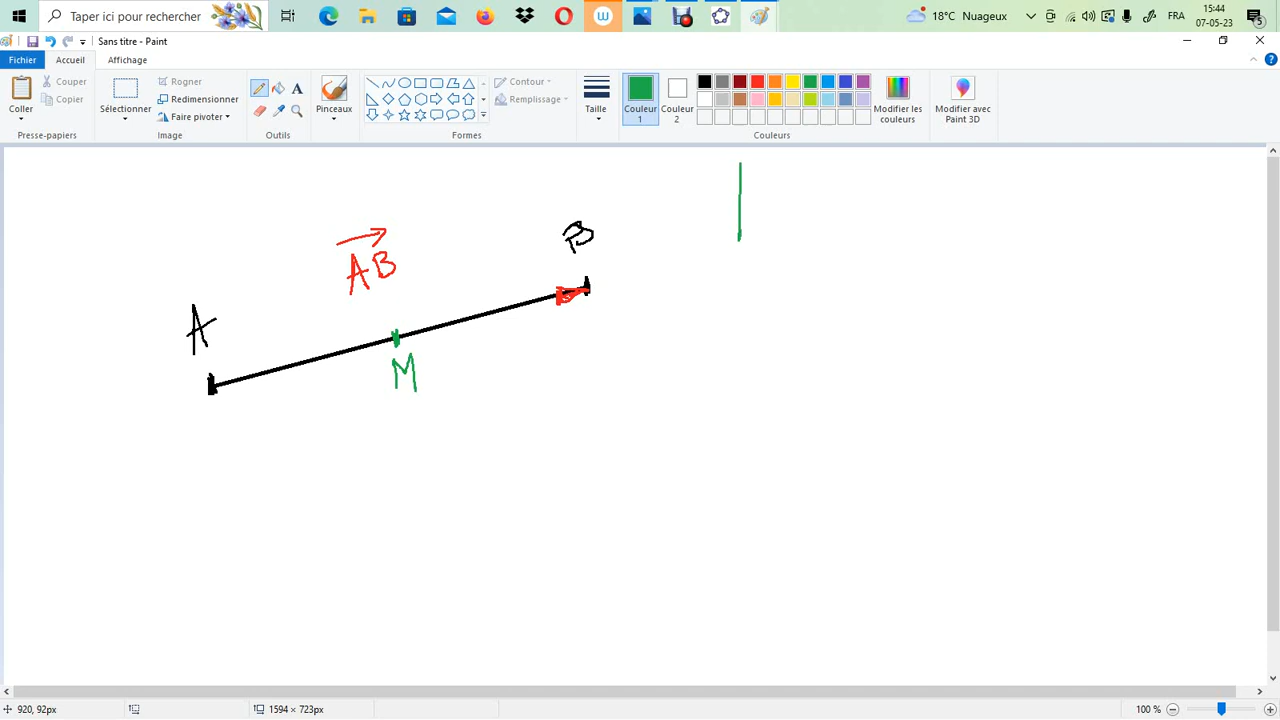 Taper ici pour rechercher
18°C Nuageux
FRA
15:44
07-05-23
5
Sans titre - Paint
Fichier
Accueil
Affichage
Coller
Couper
Copier
Presse-papiers
Sélectionner
Rogner
Redimensionner
Faire pivoter
Image
A
Outils
Pinceaux
Contour
Remplissage
Formes
Taille
Couleur 1
Couleur 2
Modifier les couleurs
Couleurs
Modifier avec Paint 3D
AB
B
A
M
920, 92px
1594 × 723px
100 %